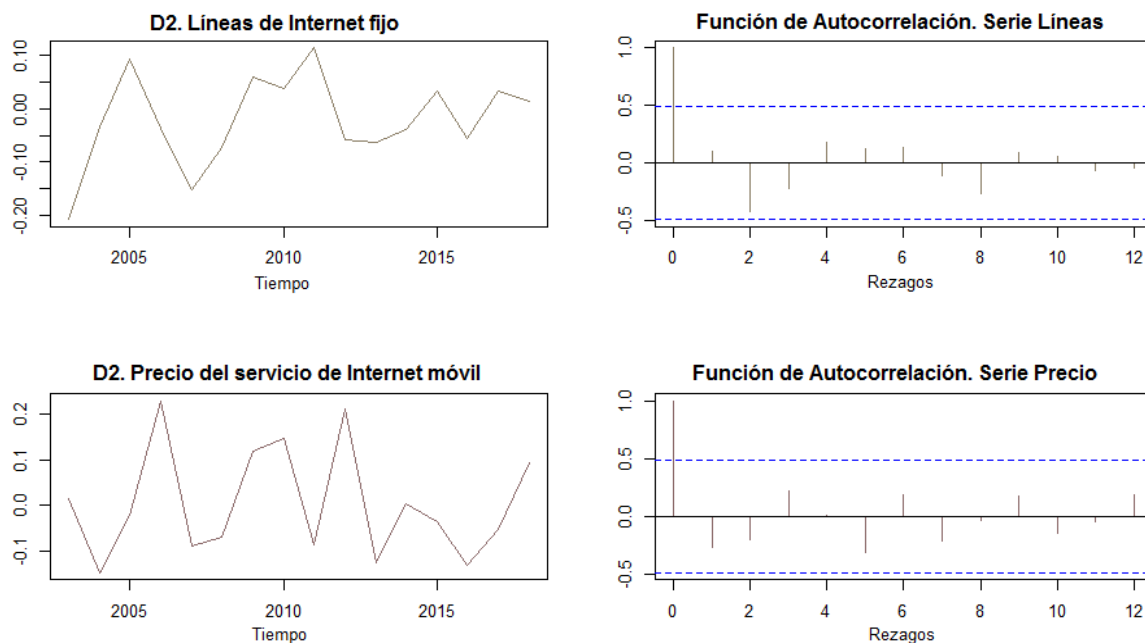 D2. Líneas de Internet fijo
0.10
0.00
-0.10
-0.20
2005 2010 2015
Tiempo
Función de Autocorrelación. Serie Líneas
1.0
0.5
0.0
-0.5
0 2 4 6 8 10 12
Rezagos
D2. Precio del servicio de Internet móvil
0.2
0.1
0.0
-0.1
2005 2010 2015
Tiempo
Función de Autocorrelación. Serie Precio
1.0
0.5
0.0
-0.5
0 2 4 6 8 10 12
Rezagos